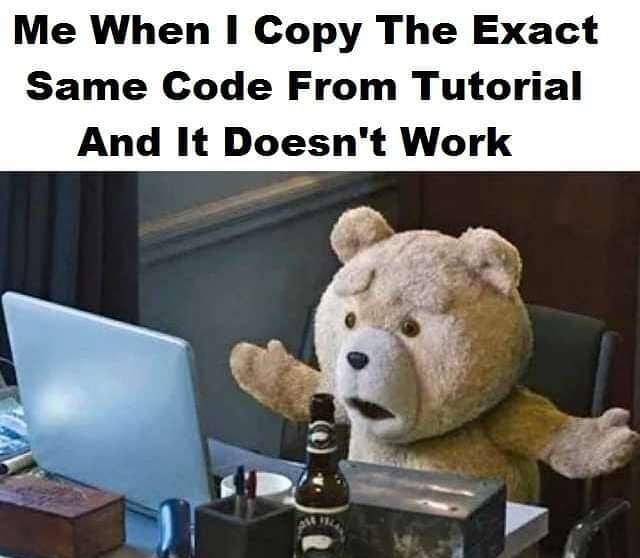 Me When I Copy The Exact
Same Code From Tutorial
And It Doesn't Work